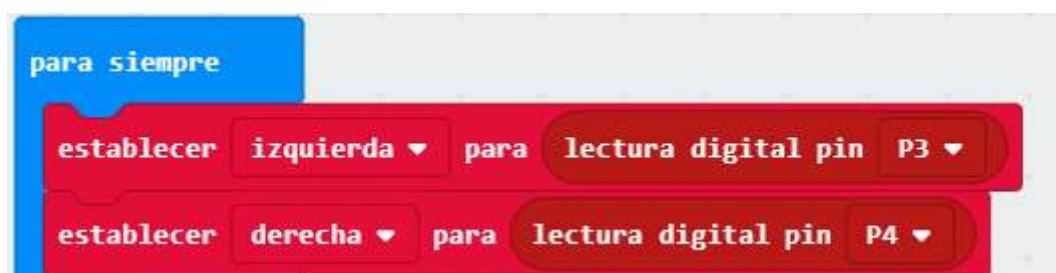 para siempre
establecer izquierda para lectura digital pin P3
establecer derecha para lectura digital pin P4